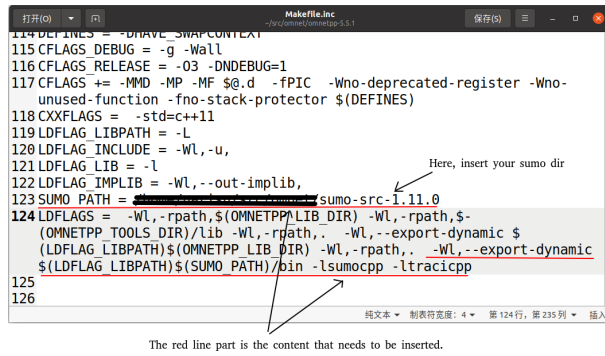 打开(O)
Makefile.inc
~/src/omnet/omnetpp-5.5.1
保存(S)
114 DEFINES = -DHAVE_SWAPCONTEXT
115 CFLAGS_DEBUG = -g -Wall
116 CFLAGS_RELEASE = -O3 -DNDEBUG=1
117 CFLAGS += -MMD -MP -MF $@.d -fPIC -Wno-deprecated-register -Wno-
unused-function -fno-stack-protector $(DEFINES)
118 CXXFLAGS = -std=c++11
119 LDFLAG_LIBPATH = -L
120 LDFLAG_INCLUDE = -Wl,-u,
121 LDFLAG_LIB = -l
Here, insert your sumo dir
122 LDFLAG_IMPLIB = -Wl,--out-implib,
123 SUMO_PATH = /sumo-src-1.11.0
124 LDFLAGS = -Wl,-rpath,$(OMNETPP_LIB_DIR) -Wl,-rpath,$-
(OMNETPP_TOOLS_DIR)/lib -Wl,-rpath,. -Wl,--export-dynamic $
(LDFLAG_LIBPATH)$(OMNETPP_LIB_DIR) -Wl,-rpath,. -Wl,--export-dynamic
$(LDFLAG_LIBPATH)$(SUMO_PATH)/bin -lsumocpp -ltracicpp
125
126
纯文本 制表符宽度：4 第 124 行，第 235 列 插入
The red line part is the content that needs to be inserted.